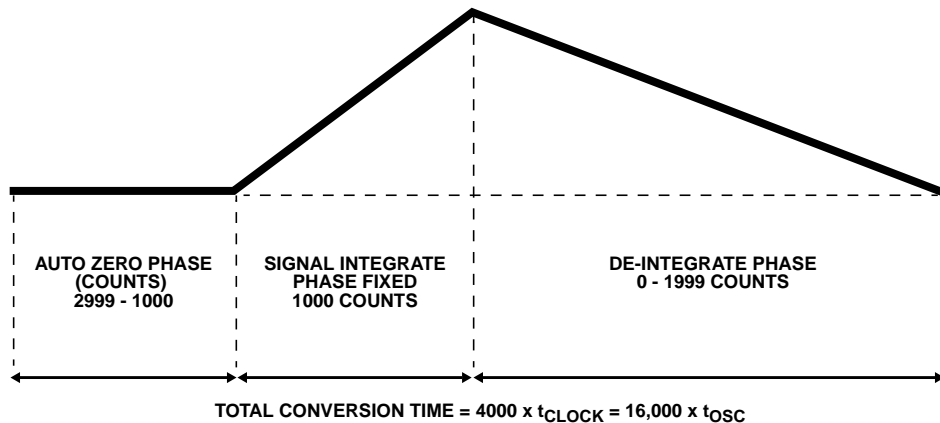 AUTO ZERO PHASE
(COUNTS)
2999 - 1000
SIGNAL INTEGRATE
PHASE FIXED
1000 COUNTS
DE-INTEGRATE PHASE
0 - 1999 COUNTS
TOTAL CONVERSION TIME = 4000 x tCLOCK = 16,000 x tOSC